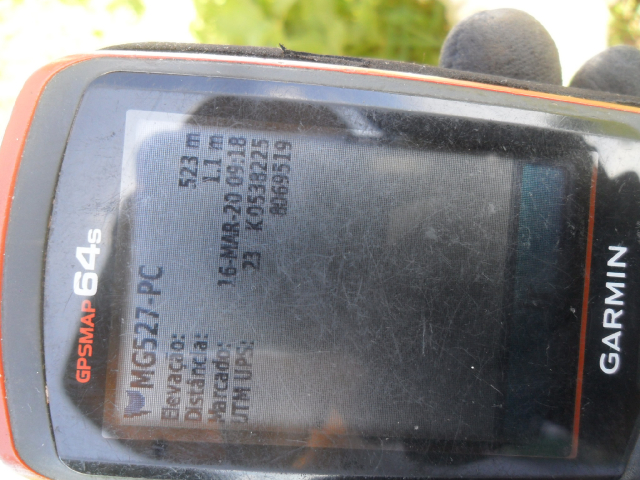 GPSMAP 64s
MG527-PC
Elevação: 523 m
Distância: 1.1 m
Marcado: 16-MAR-20 09:18
UTM UPS: 23 K 0538225
8069519
GARMIN